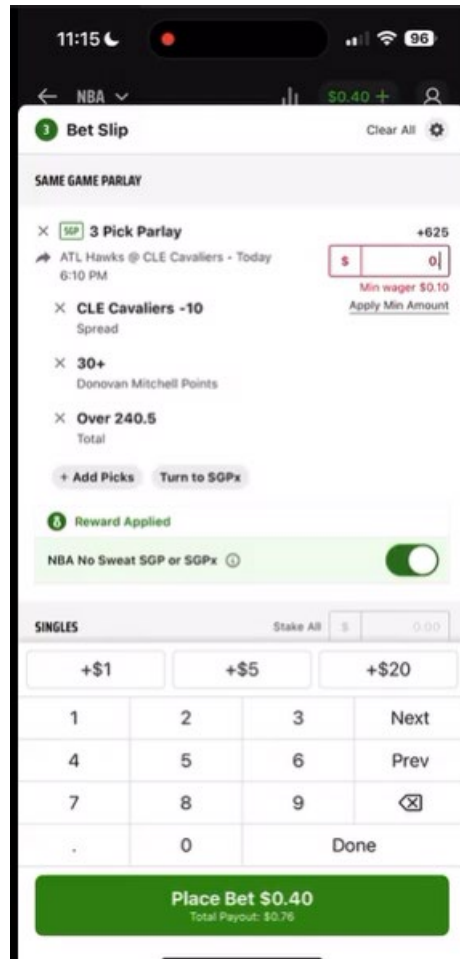 11:15
96
NBA
$0.40 +
3 Bet Slip
Clear All
SAME GAME PARLAY
SGP 3 Pick Parlay
+625
ATL Hawks @ CLE Cavaliers - Today
6:10 PM
$ 0
Min wager $0.10
Apply Min Amount
CLE Cavaliers -10
Spread
30+
Donovan Mitchell Points
Over 240.5
Total
+ Add Picks
Turn to SGPx
Reward Applied
NBA No Sweat SGP or SGPx
SINGLES
Stake All
$ 0.00
+$1
+$5
+$20
1 2 3 Next
4 5 6 Prev
7 8 9
. 0 Done
Place Bet $0.40
Total Payout: $0.76